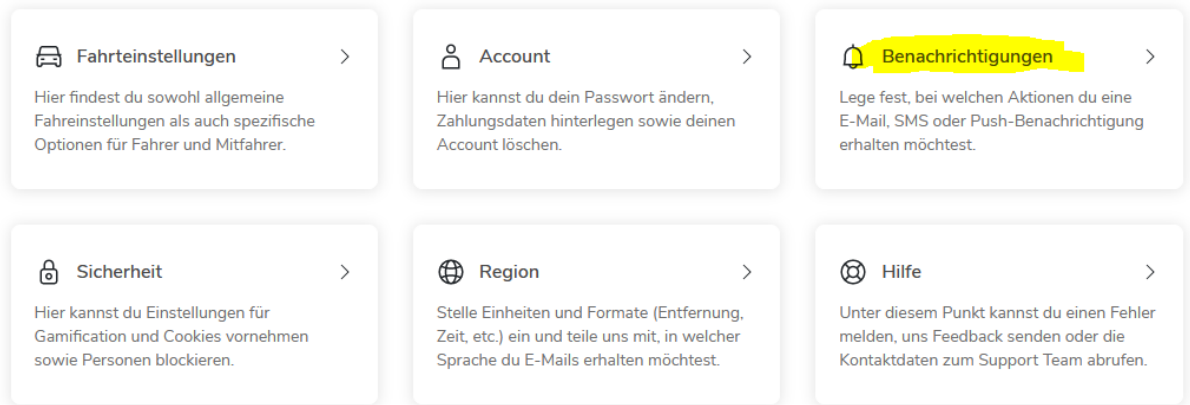 Fahrteinstellungen
Hier findest du sowohl allgemeine
Fahreinstellungen als auch spezifische
Optionen für Fahrer und Mitfahrer.
Account
Hier kannst du dein Passwort ändern,
Zahlungsdaten hinterlegen sowie deinen
Account löschen.
Benachrichtigungen
Lege fest, bei welchen Aktionen du eine
E-Mail, SMS oder Push-Benachrichtigung
erhalten möchtest.
Sicherheit
Hier kannst du Einstellungen für
Gamification und Cookies vornehmen
sowie Personen blockieren.
Region
Stelle Einheiten und Formate (Entfernung,
Zeit, etc.) ein und teile uns mit, in welcher
Sprache du E-Mails erhalten möchtest.
Hilfe
Unter diesem Punkt kannst du einen Fehler
melden, uns Feedback senden oder die
Kontaktdaten zum Support Team abrufen.